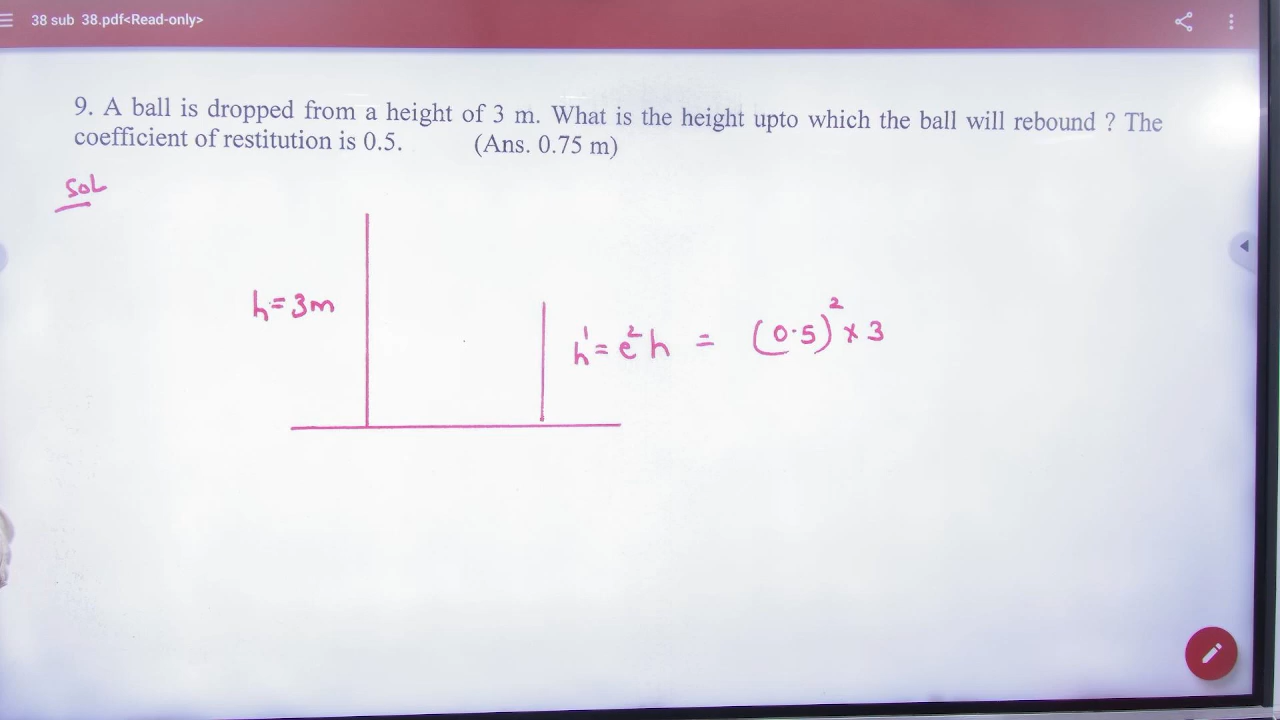 38 sub 38.pdf<Read-only>
9. A ball is dropped from a height of 3 m. What is the height upto which the ball will rebound ? The
coefficient of restitution is 0.5. (Ans. 0.75 m)
SOL
h=3m
h' = e²h = (0.5)² × 3